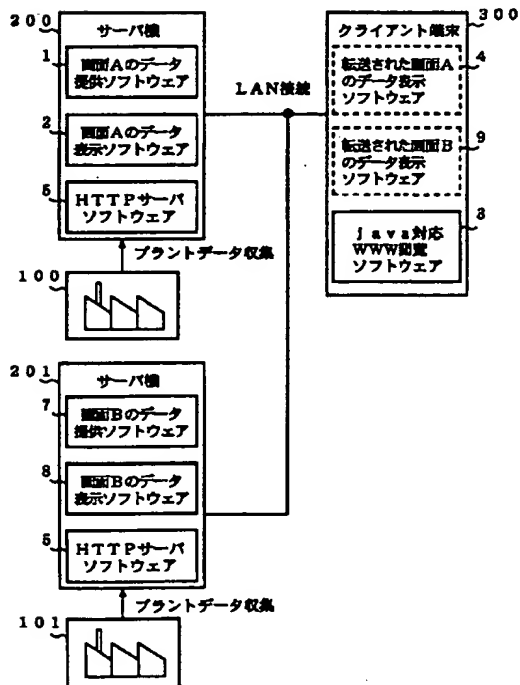 200
サーバ機
1
画面Aのデータ
提供ソフトウェア
2
画面Aのデータ
表示ソフトウェア
5
HTTPサーバ
ソフトウェア
プラントデータ収集
100
LAN接続
300
クライアント端末
4
転送された画面A
のデータ表示
ソフトウェア
9
転送された画面B
のデータ表示
ソフトウェア
3
java対応
WWW閲覧
ソフトウェア
201
サーバ機
7
画面Bのデータ
提供ソフトウェア
8
画面Bのデータ
表示ソフトウェア
5
HTTPサーバ
ソフトウェア
プラントデータ収集
101